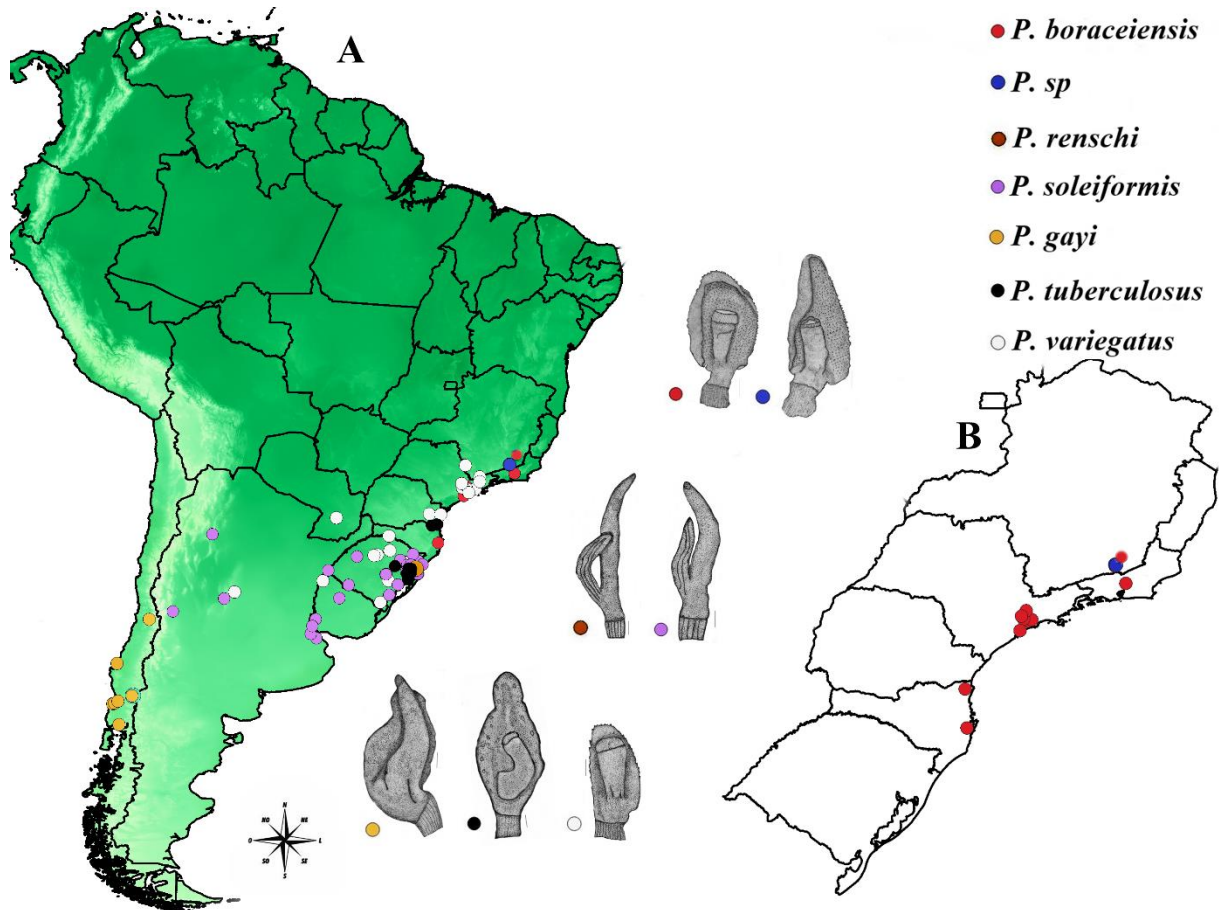 A
P. boraceiensis
P. sp
P. renschi
P. soleiformis
P. gayi
P. tuberculosus
P. variegatus
B
N
NO NE
O L
SO SE
S